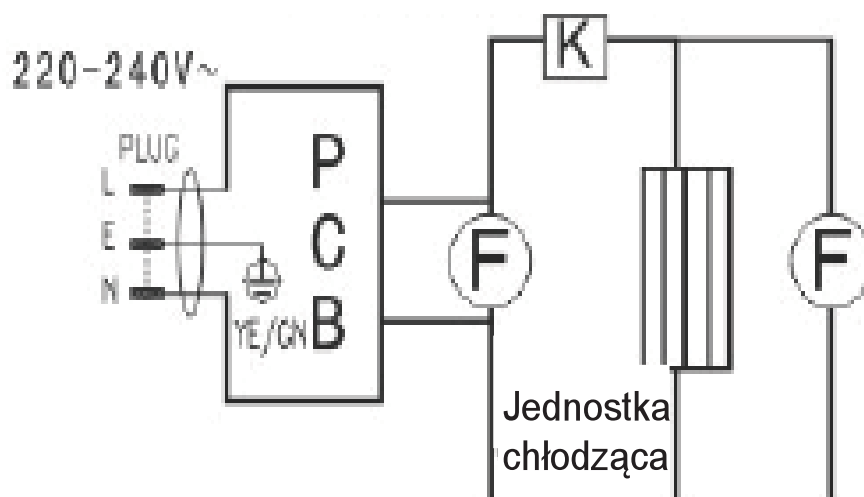 K
220-240V~
PLUG
L
E
N
YE/GN
P
C
B
F
F
Jednostka
chłodząca